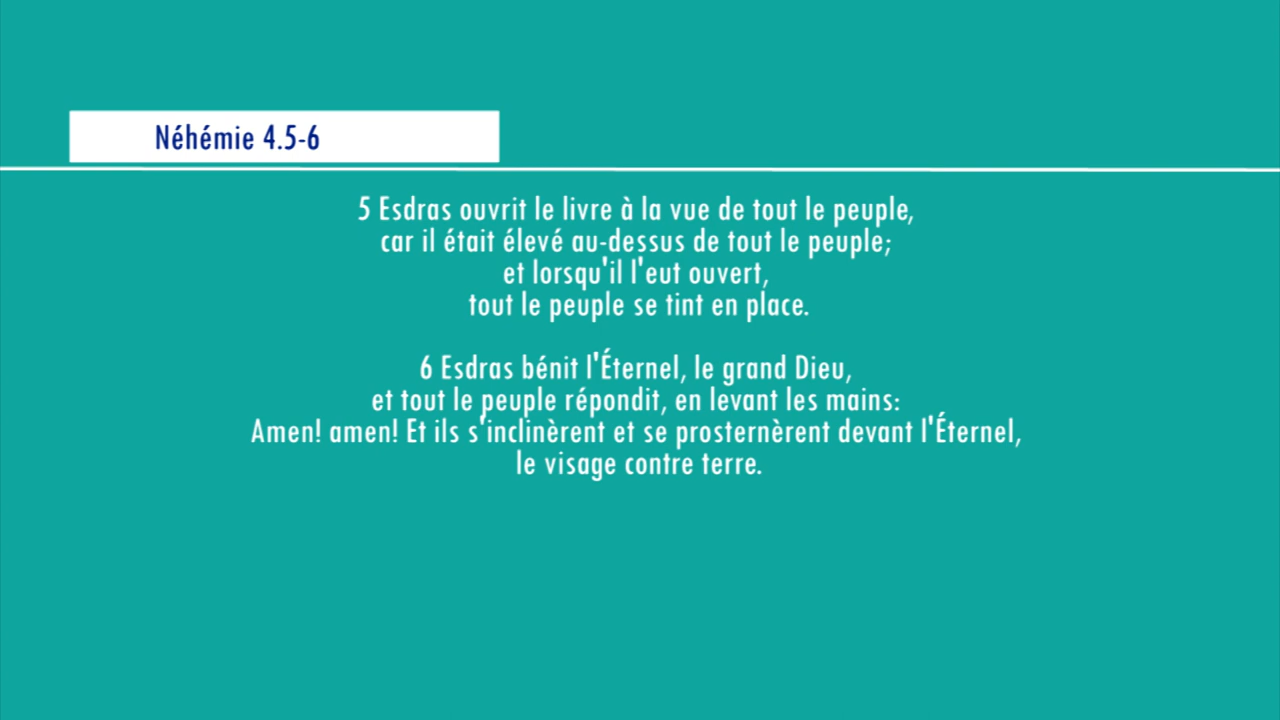 Néhémie 4.5-6
5 Esdras ouvrit le livre à la vue de tout le peuple,
car il était élevé au-dessus de tout le peuple;
et lorsqu'il l'eut ouvert,
tout le peuple se tint en place.
6 Esdras bénit l'Éternel, le grand Dieu,
et tout le peuple répondit, en levant les mains:
Amen! amen! Et ils s'inclinèrent et se prosternèrent devant l'Éternel,
le visage contre terre.